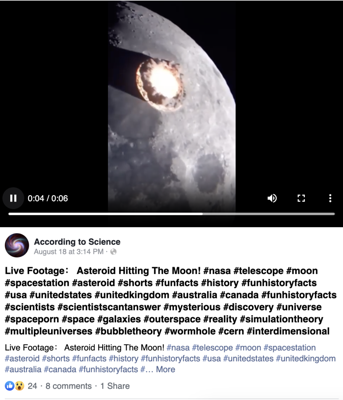 0:04 / 0:06
According to Science
August 18 at 3:14 PM ·
Live Footage: Asteroid Hitting The Moon! #nasa #telescope #moon
#spacestation #asteroid #shorts #funfacts #history #funhistoryfacts
#usa #unitedstates #unitedkingdom #australia #canada #funhistoryfacts
#scientists #scientistscantanswer #mysterious #discovery #universe
#spaceporn #space #galaxies #outerspace #reality #simulationtheory
#multipleuniverses #bubbletheory #wormhole #cern #interdimensional
Live Footage: Asteroid Hitting The Moon! #nasa #telescope #moon #spacestation
#asteroid #shorts #funfacts #history #funhistoryfacts #usa #unitedstates #unitedkingdom
#australia #canada #funhistoryfacts #... More
24 · 8 comments · 1 Share